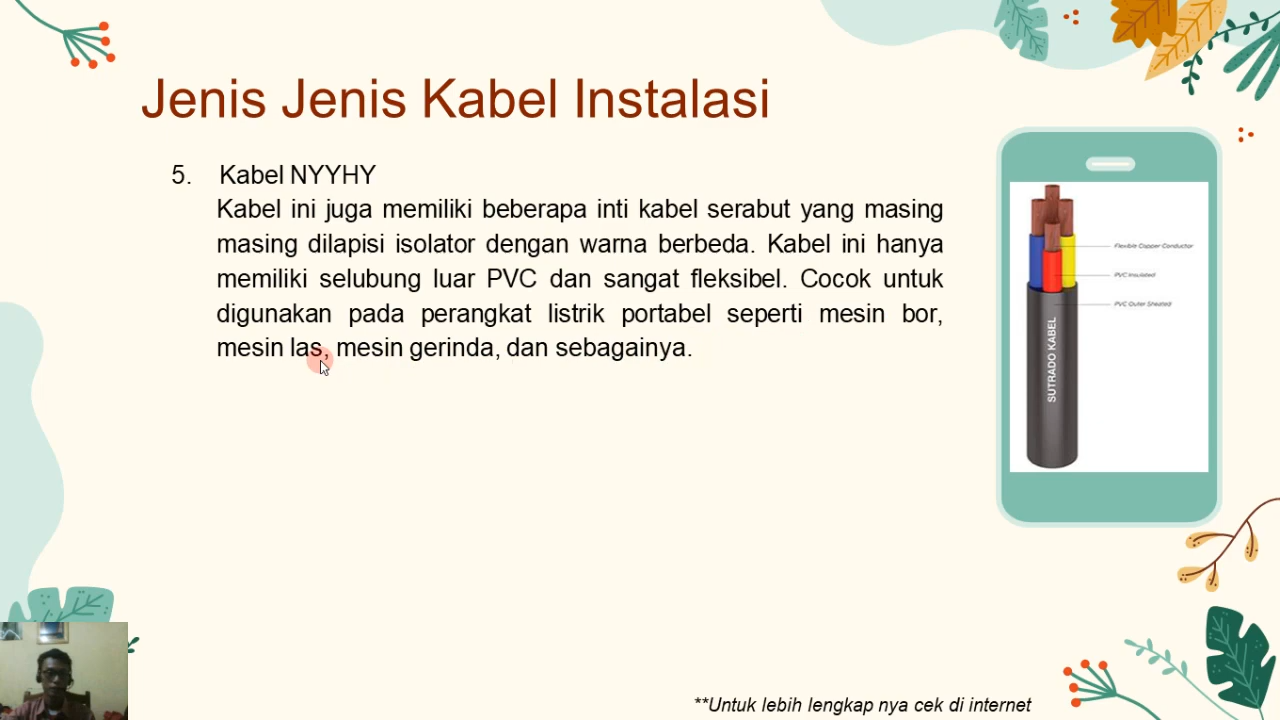 Jenis Jenis Kabel Instalasi
5. Kabel NYYHY
Kabel ini juga memiliki beberapa inti kabel serabut yang masing
masing dilapisi isolator dengan warna berbeda. Kabel ini hanya
memiliki selubung luar PVC dan sangat fleksibel. Cocok untuk
digunakan pada perangkat listrik portabel seperti mesin bor,
mesin las, mesin gerinda, dan sebagainya.
Flexible Copper Conductor
PVC Insulated
PVC Outer Sheated
SUTRADO KABEL
**Untuk lebih lengkap nya cek di internet